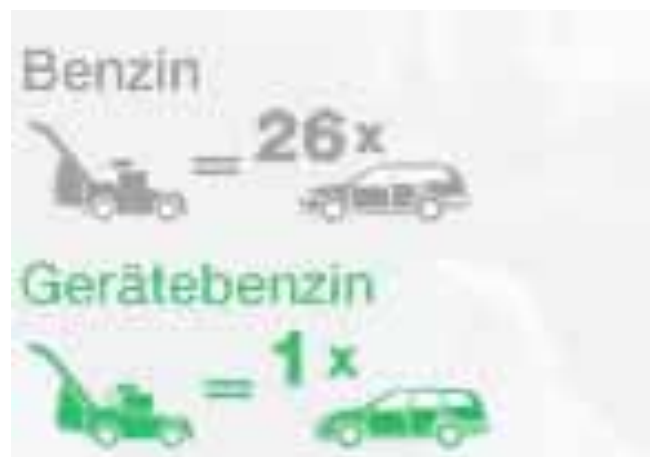 Benzin
= 26x
Gerätebenzin
= 1x